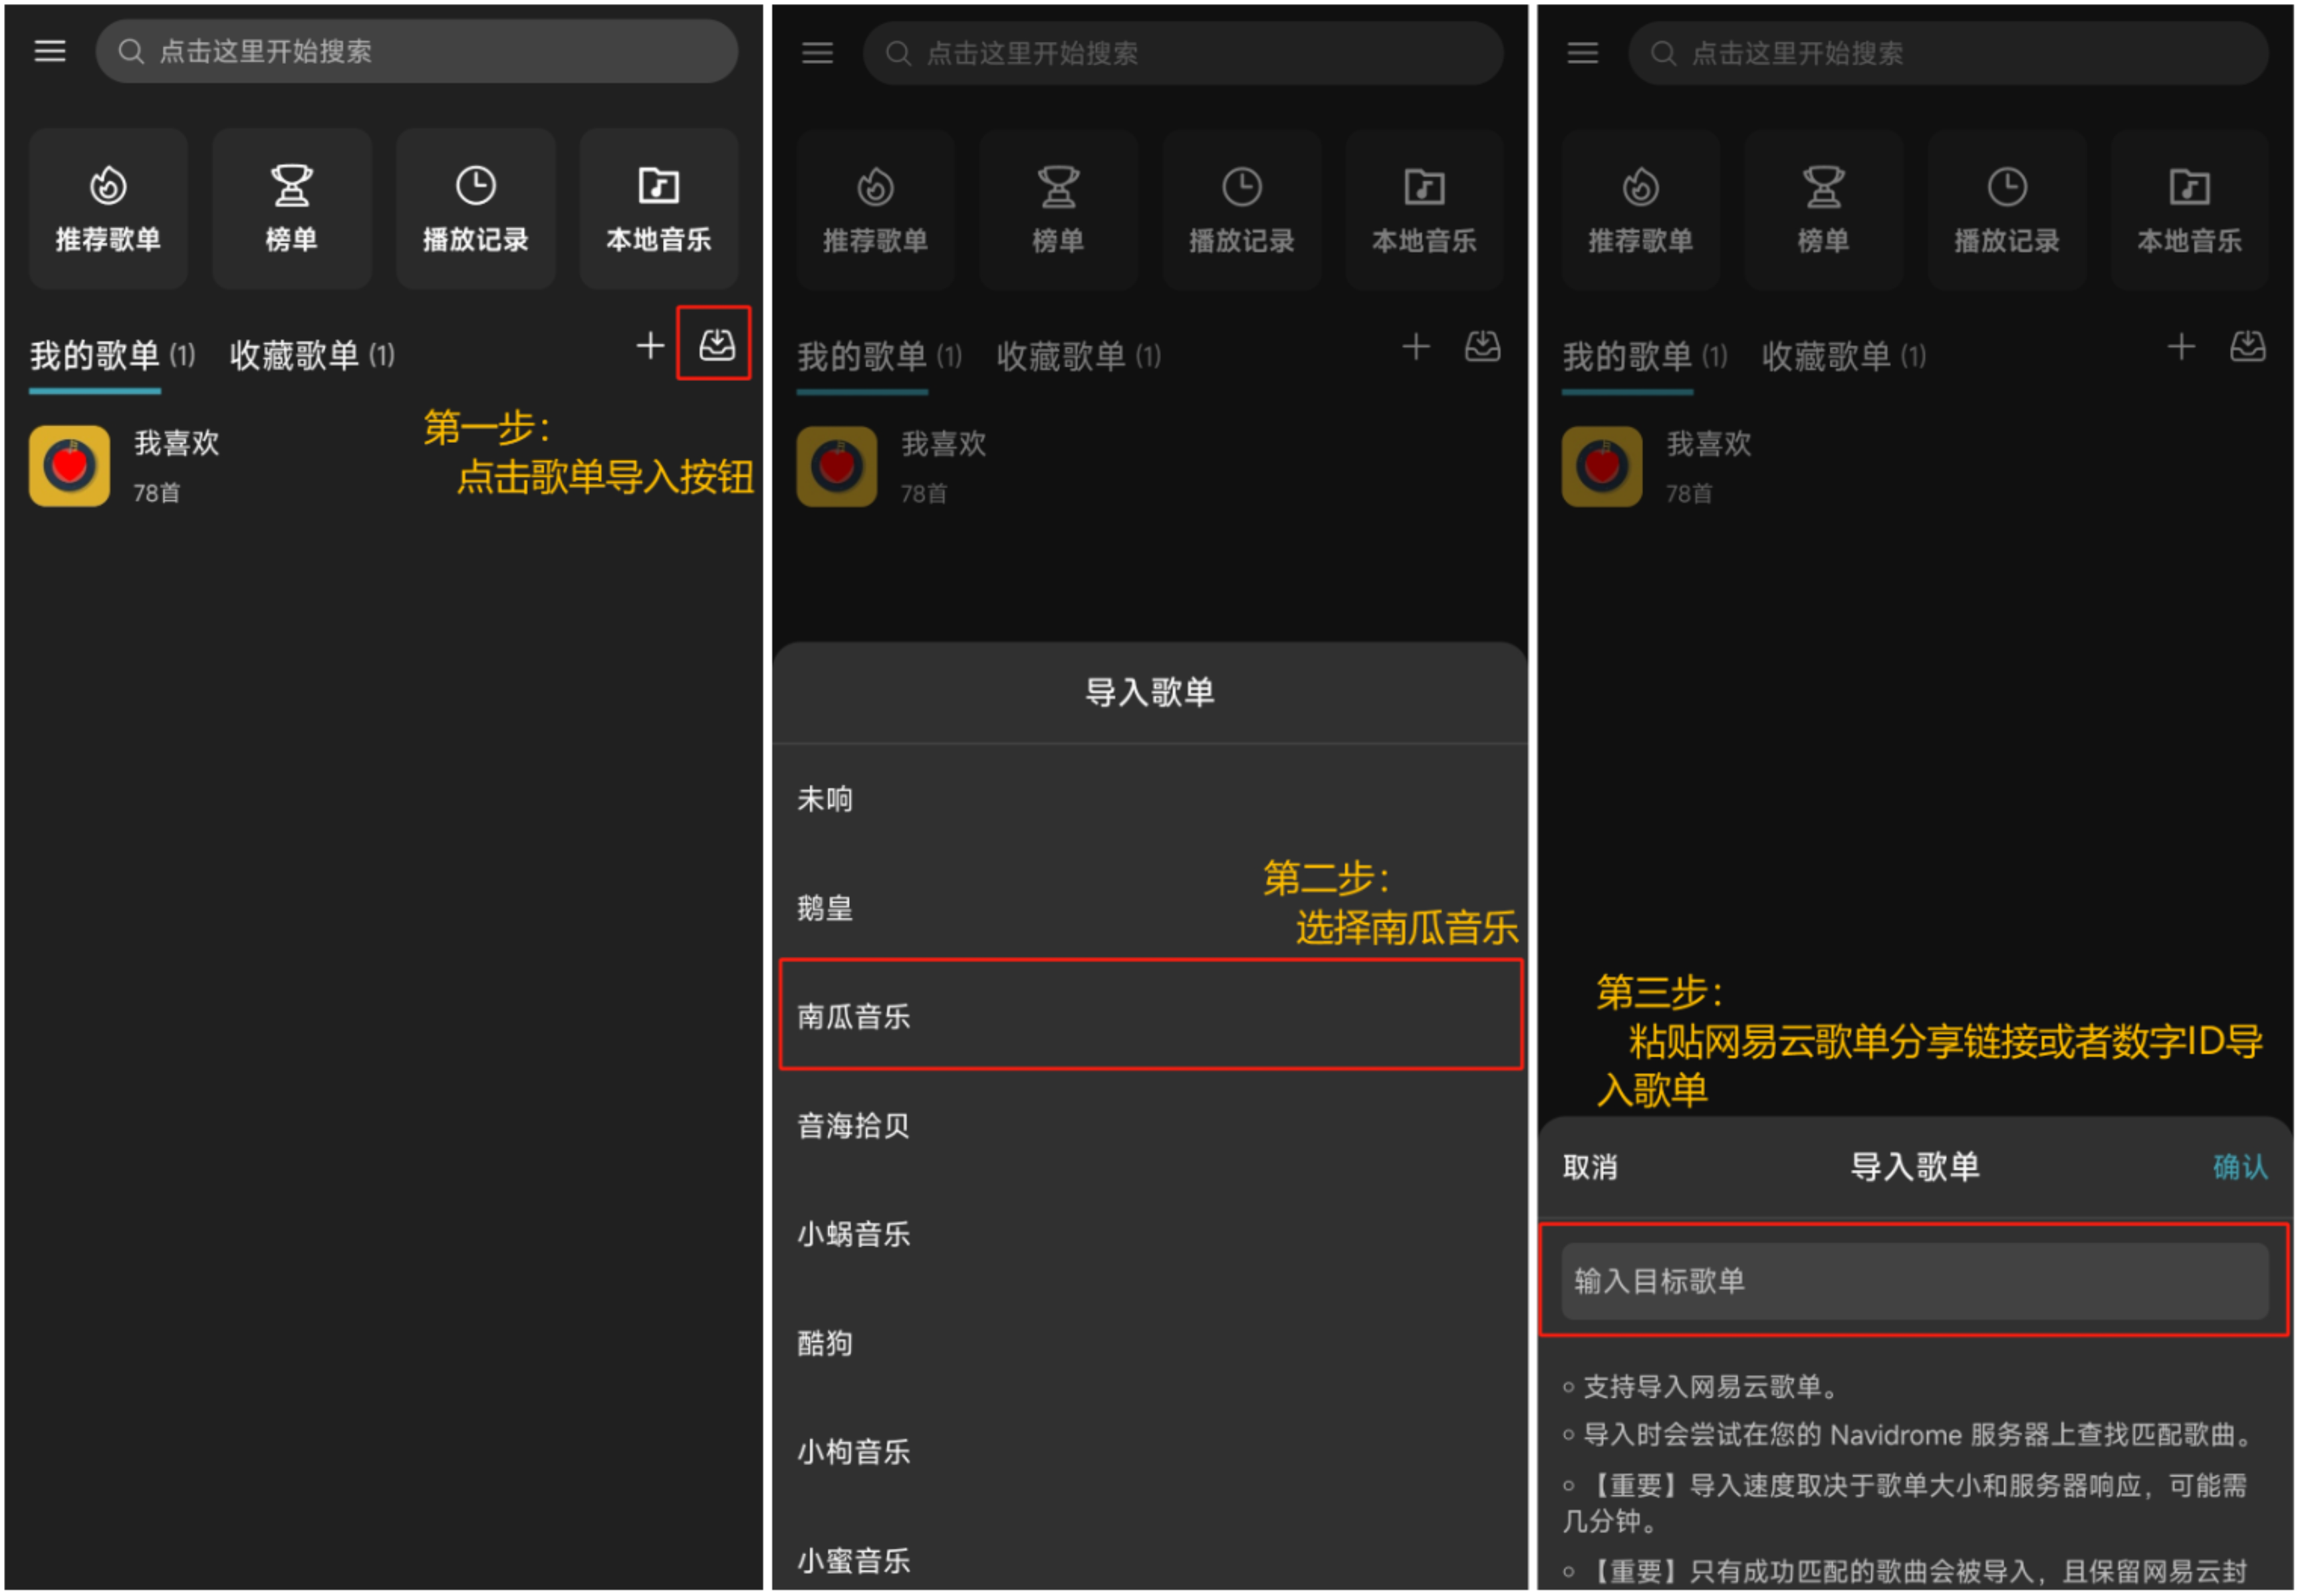 点击这里开始搜索
推荐歌单
榜单
播放记录
本地音乐
我的歌单 (1)
收藏歌单 (1)
第一步：
点击歌单导入按钮
我喜欢
78首
点击这里开始搜索
推荐歌单
榜单
播放记录
本地音乐
我的歌单 (1)
收藏歌单 (1)
我喜欢
78首
导入歌单
未响
第二步：
选择南瓜音乐
鹅皇
南瓜音乐
音海拾贝
小蜗音乐
酷狗
小枸音乐
小蜜音乐
点击这里开始搜索
推荐歌单
榜单
播放记录
本地音乐
我的歌单 (1)
收藏歌单 (1)
我喜欢
78首
第三步：
粘贴网易云歌单分享链接或者数字ID导
入歌单
取消
导入歌单
确认
输入目标歌单
○ 支持导入网易云歌单。
○ 导入时会尝试在您的 Navidrome 服务器上查找匹配歌曲。
○ 【重要】导入速度取决于歌单大小和服务器响应，可能需
几分钟。
○ 【重要】只有成功匹配的歌曲会被导入，且保留网易云封